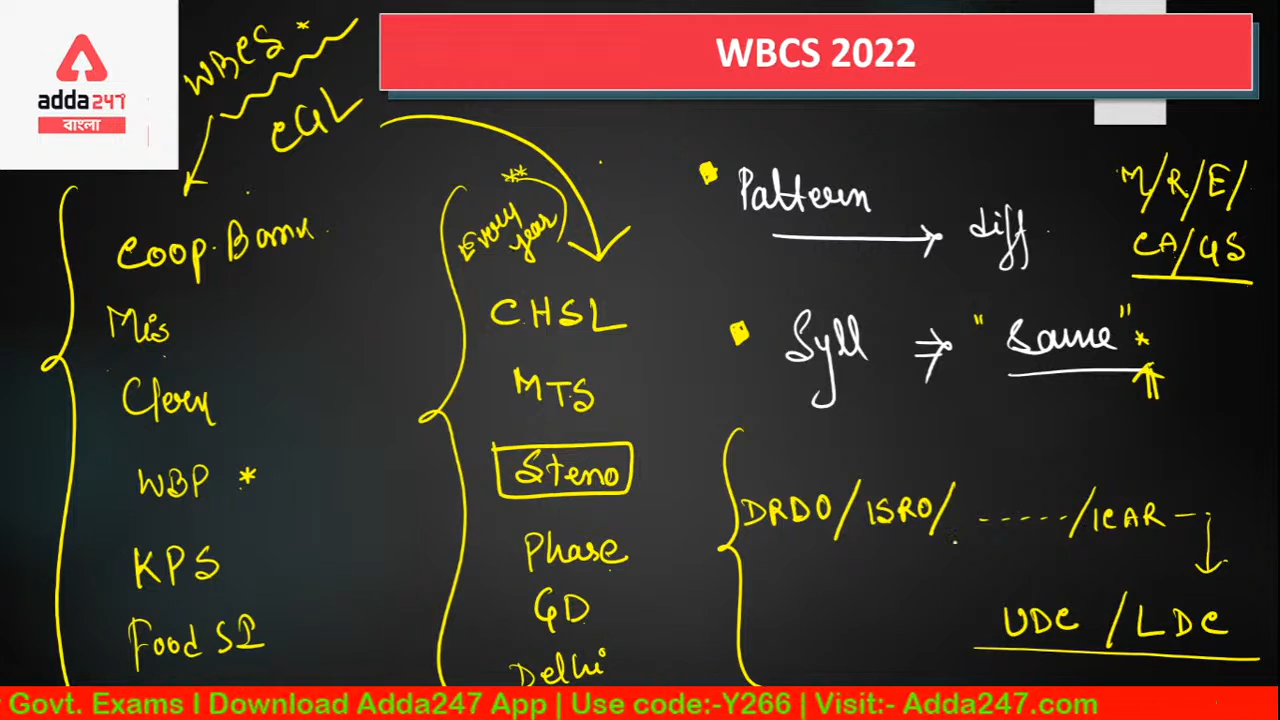 WBCS 2022
adda247
বাংলা
WBCS *
CGL
Coop. Bank
Mis
Clerk
WBP *
KPS
Food SI
**
Every
year
CHSL
MTS
Steno
Phase
GD
Delhi
Pattern → diff
M/R/E/
CA/GS
Syll ⇒ "Same" *
DRDO/ISRO/ ...... /ICAR -
UDC / LDC
Govt. Exams I Download Adda247 App | Use code:-Y266 | Visit:- Adda247.com